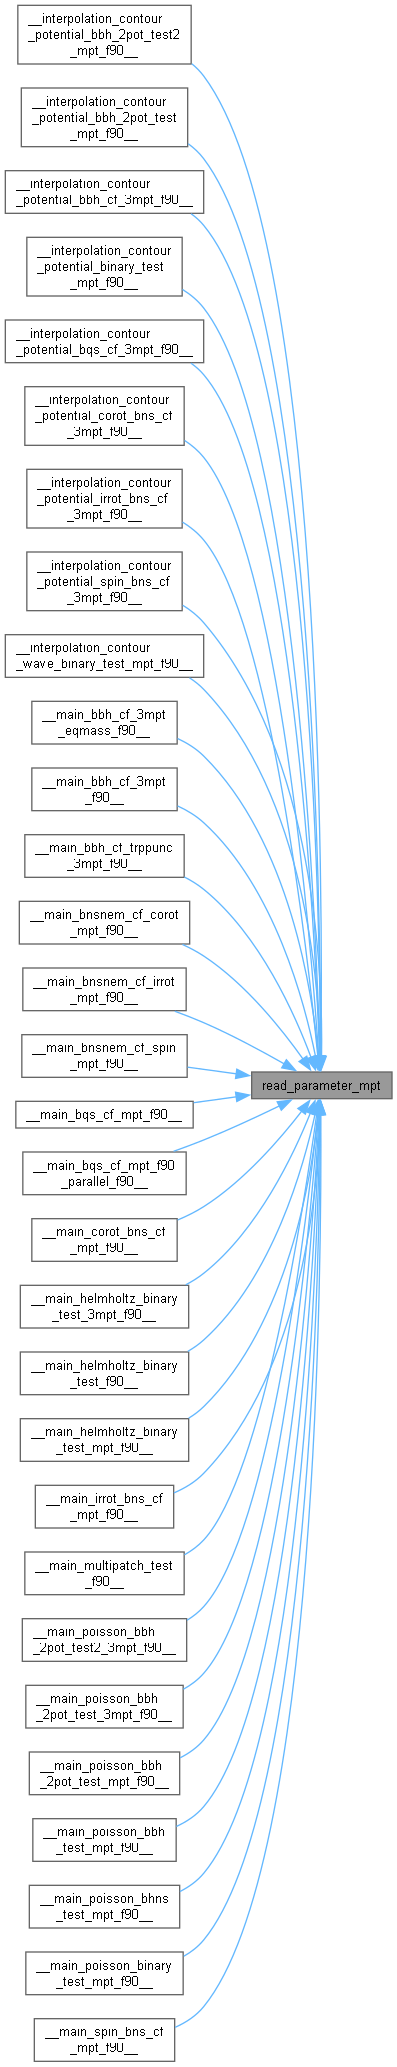 __interpolation_contour
_potential_bbh_2pot_test2
_mpt_f90__
__interpolation_contour
_potential_bbh_2pot_test
_mpt_f90__
__interpolation_contour
_potential_bbh_cf_3mpt_f90__
__interpolation_contour
_potential_binary_test
_mpt_f90__
__interpolation_contour
_potential_bqs_cf_3mpt_f90__
__interpolation_contour
_potential_corot_bns_cf
_3mpt_f90__
__interpolation_contour
_potential_irrot_bns_cf
_3mpt_f90__
__interpolation_contour
_potential_spin_bns_cf
_3mpt_f90__
__interpolation_contour
_wave_binary_test_mpt_f90__
__main_bbh_cf_3mpt
_eqmass_f90__
__main_bbh_cf_3mpt
_f90__
__main_bbh_cf_trppunc
_3mpt_f90__
__main_bnsnem_cf_corot
_mpt_f90__
__main_bnsnem_cf_irrot
_mpt_f90__
__main_bnsnem_cf_spin
_mpt_f90__
read_parameter_mpt
__main_bqs_cf_mpt_f90__
__main_bqs_cf_mpt_f90
_parallel_f90__
__main_corot_bns_cf
_mpt_f90__
__main_helmholtz_binary
_test_3mpt_f90__
__main_helmholtz_binary
_test_f90__
__main_helmholtz_binary
_test_mpt_f90__
__main_irrot_bns_cf
_mpt_f90__
__main_multipatch_test
_f90__
__main_poisson_bbh
_2pot_test2_3mpt_f90__
__main_poisson_bbh
_2pot_test_3mpt_f90__
__main_poisson_bbh
_2pot_test_mpt_f90__
__main_poisson_bbh
_test_mpt_f90__
__main_poisson_bhns
_test_mpt_f90__
__main_poisson_binary
_test_mpt_f90__
__main_spin_bns_cf
_mpt_f90__